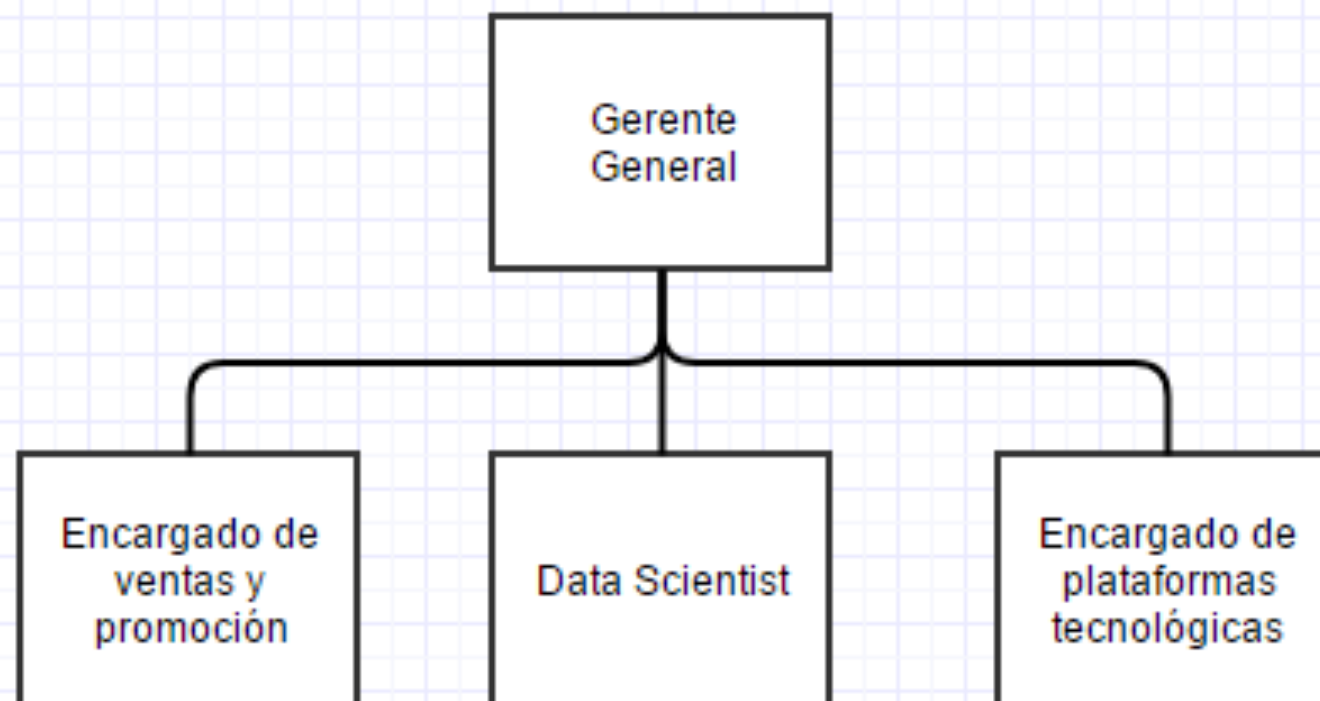 Gerente
General
Encargado de
ventas y
promoción
Data Scientist
Encargado de
plataformas
tecnológicas